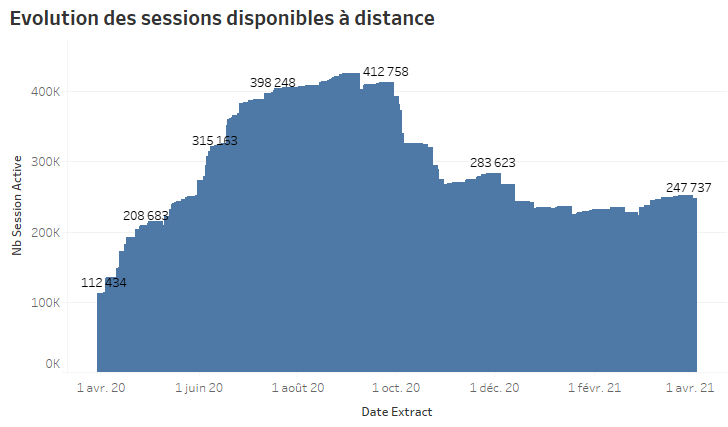 Evolution des sessions disponibles à distance
Nb Session Active
400K
300K
200K
100K
0K
112 434
208 683
315 163
398 248
412 758
283 623
247 737
1 avr. 20
1 juin 20
1 août 20
1 oct. 20
1 déc. 20
1 févr. 21
1 avr. 21
Date Extract